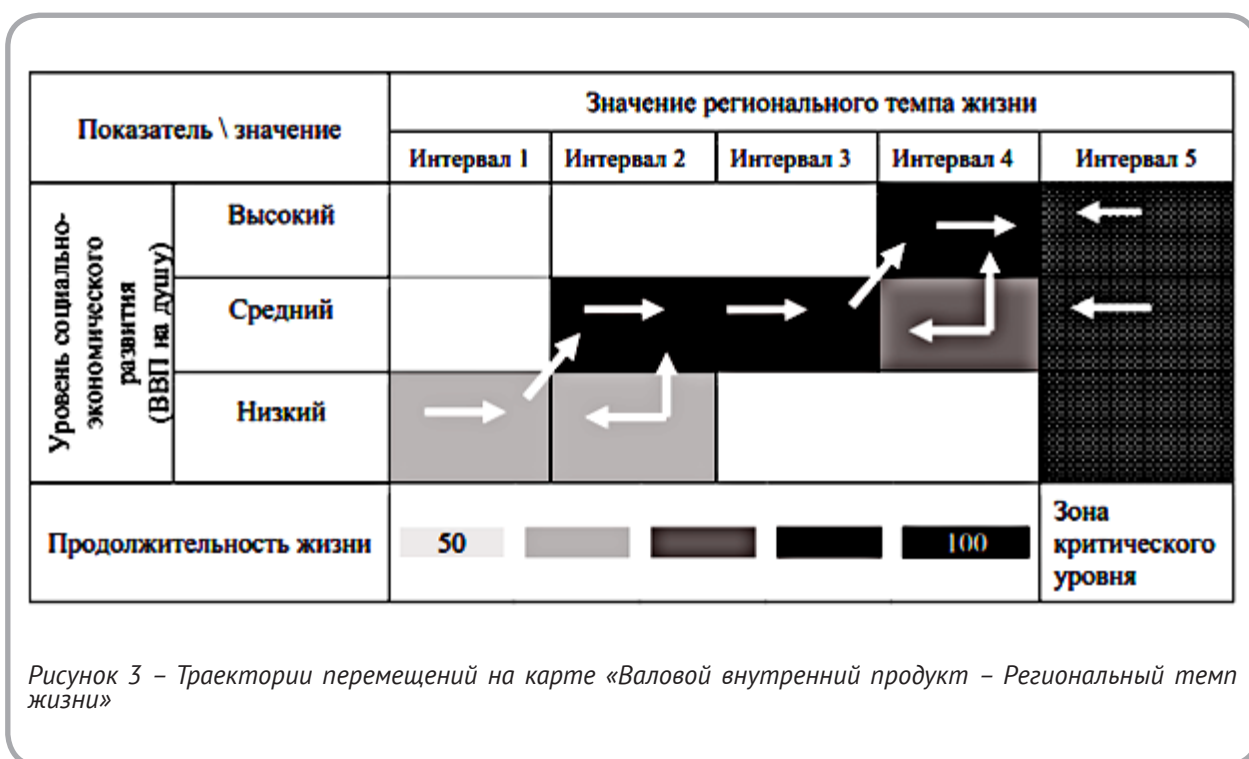 Показатель \ значение
Значение регионального темпа жизни
Интервал 1
Интервал 2
Интервал 3
Интервал 4
Интервал 5
Уровень социально-
экономического
развития
(ВВП на душу)
Высокий
Средний
Низкий
Продолжительность жизни
50
100
Зона
критического
уровня
Рисунок 3 – Траектории перемещений на карте «Валовой внутренний продукт – Региональный темп
жизни»